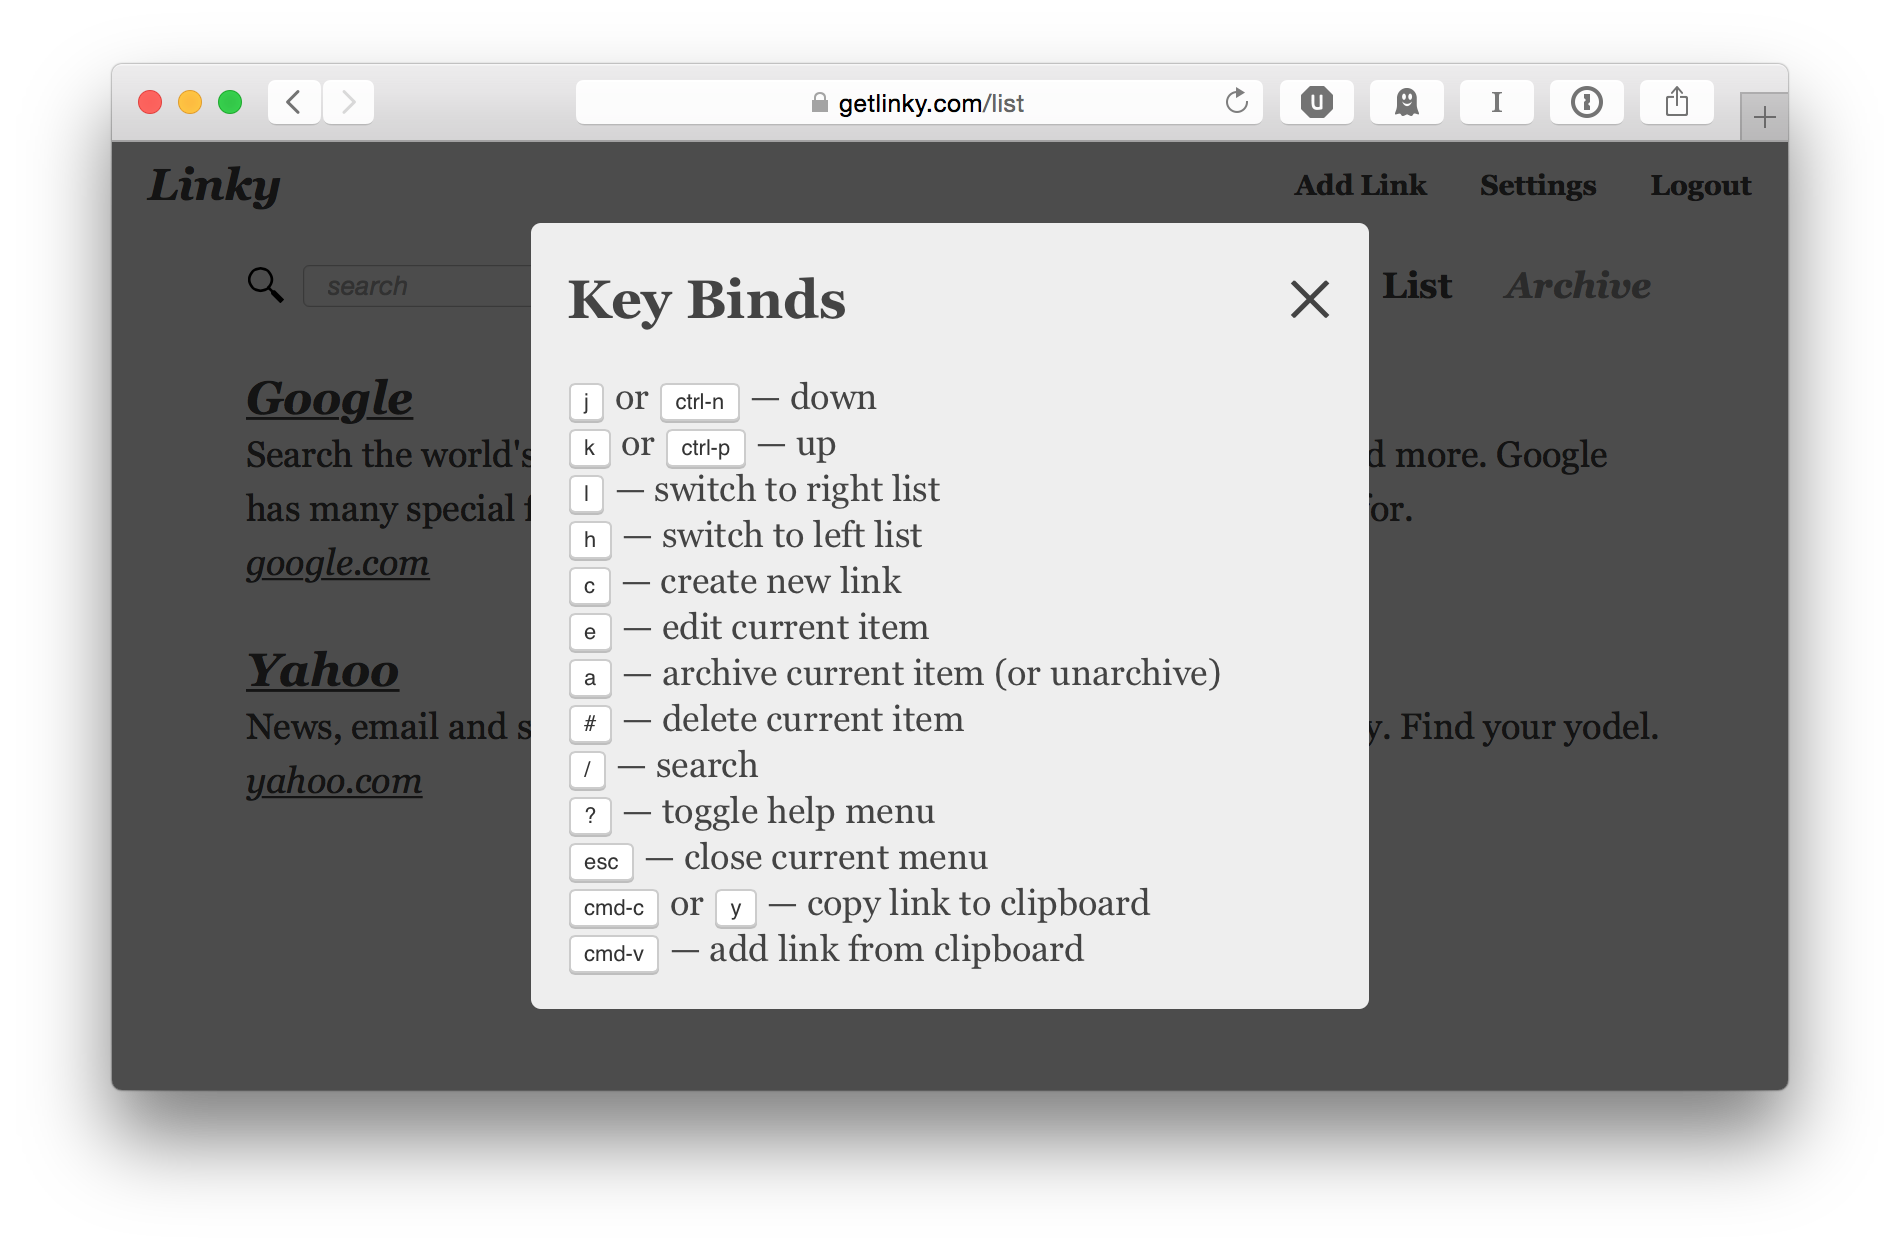 getlinky.com/list
U
I
Linky
Add Link Settings Logout
search
List Archive
Key Binds
j or ctrl-n — down
k or ctrl-p — up
l — switch to right list
h — switch to left list
c — create new link
e — edit current item
a — archive current item (or unarchive)
# — delete current item
/ — search
? — toggle help menu
esc — close current menu
cmd-c or y — copy link to clipboard
cmd-v — add link from clipboard
Google
Search the world's
more. Google
has many special
google.com
Yahoo
News, email and
Find your yodel.
yahoo.com